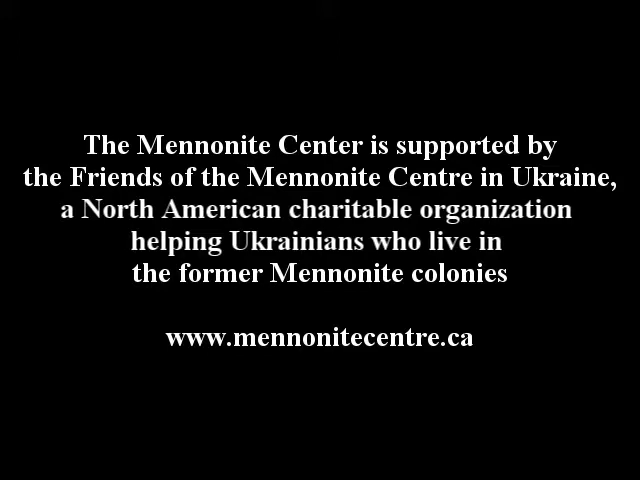 The Mennonite Center is supported by
the Friends of the Mennonite Centre in Ukraine,
a North American charitable organization
helping Ukrainians who live in
the former Mennonite colonies
www.mennonitecentre.ca